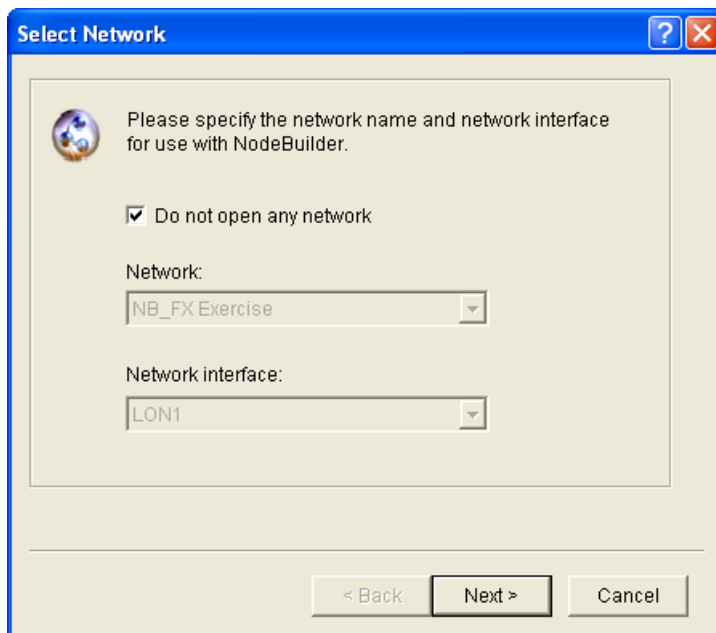 Select Network
?
Please specify the network name and network interface
for use with NodeBuilder.
Do not open any network
Network:
NB_FX Exercise
Network interface:
LON1
< Back
Next >
Cancel